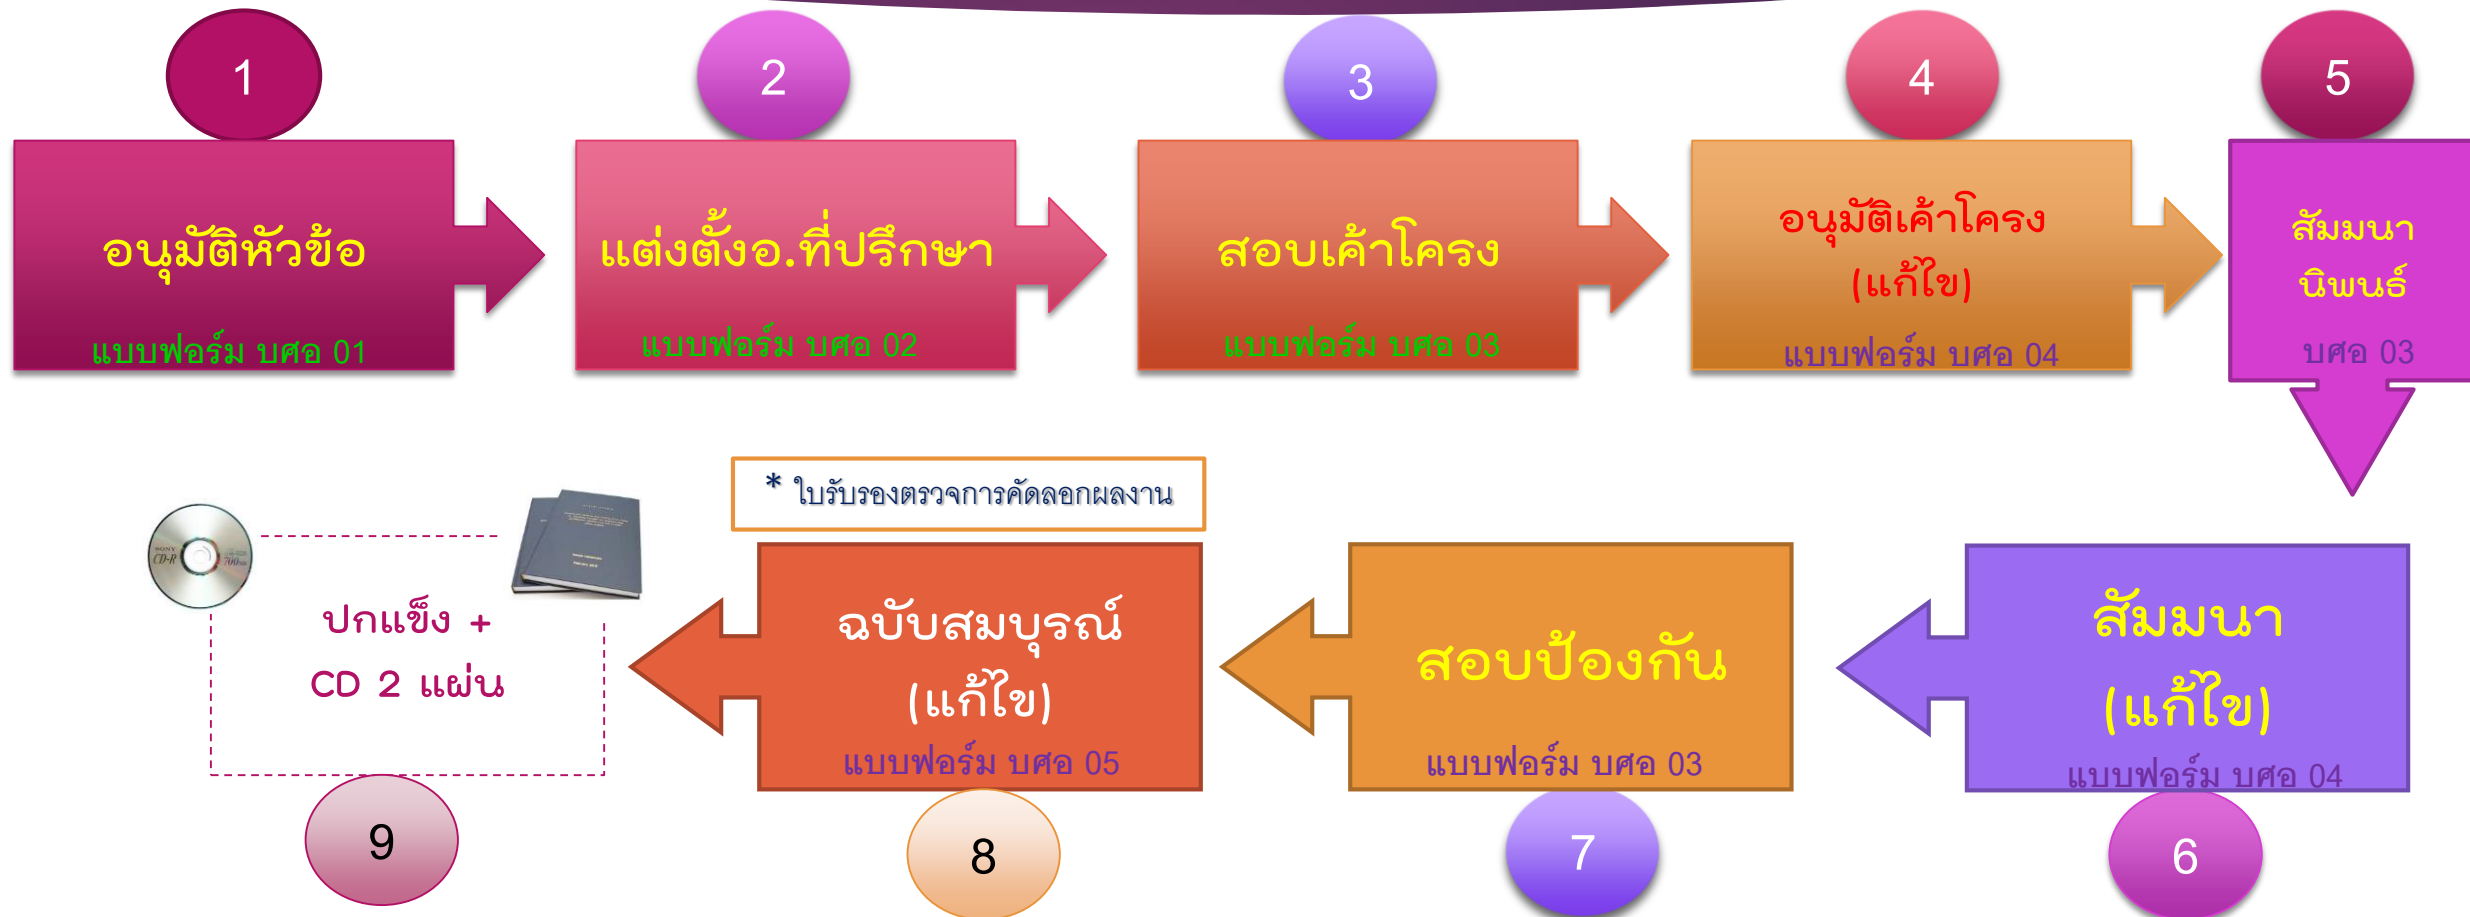 1
อนุมัติหัวข้อ
แบบฟอร์ม บศอ 01
2
แต่งตั้งอ.ที่ปรึกษา
แบบฟอร์ม บศอ 02
3
สอบเค้าโครง
แบบฟอร์ม บศอ 03
4
อนุมัติเค้าโครง
(แก้ไข)
แบบฟอร์ม บศอ 04
5
สัมมนา
นิพนธ์
บศอ 03
สัมมนา
(แก้ไข)
แบบฟอร์ม บศอ 04
6
สอบป้องกัน
แบบฟอร์ม บศอ 03
7
* ใบรับรองตรวจการคัดลอกผลงาน
ฉบับสมบุรณ์
(แก้ไข)
แบบฟอร์ม บศอ 05
8
SONY
CD-R
700
ปกแข็ง +
CD 2 แผ่น
9